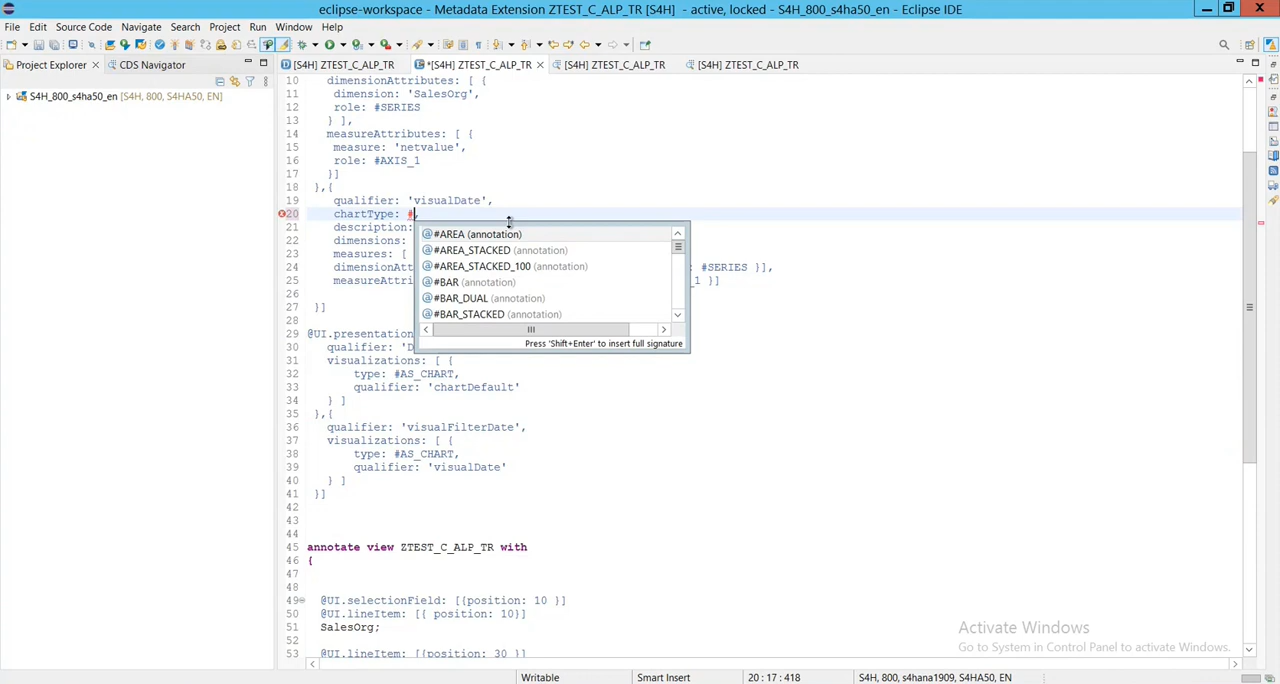 eclipse-workspace - Metadata Extension ZTEST_C_ALP_TR [S4H] - active, locked - S4H_800_s4ha50_en - Eclipse IDE
File Edit Source Code Navigate Search Project Run Window Help
Project Explorer CDS Navigator [S4H] ZTEST_C_ALP_TR *[S4H] ZTEST_C_ALP_TR [S4H] ZTEST_C_ALP_TR [S4H] ZTEST_C_ALP_TR
S4H_800_s4ha50_en [S4H, 800, S4HA50, EN]
10 dimensionAttributes: [ {
11 dimension: 'SalesOrg',
12 role: #SERIES
13 } ],
14 measureAttributes: [ {
15 measure: 'netvalue',
16 role: #AXIS_1
17 }]
18 },{
19 qualifier: 'visualDate',
20 chartType: #,
21 description:
22 dimensions:
23 measures: [
24 dimensionAtt : #SERIES }],
25 measureAttri _1 }]
26
27 }]
28
29 @UI.presentation
30 qualifier: 'D
31 visualizations: [ {
32 type: #AS_CHART,
33 qualifier: 'chartDefault'
34 } ]
35 },{
36 qualifier: 'visualFilterDate',
37 visualizations: [ {
38 type: #AS_CHART,
39 qualifier: 'visualDate'
40 } ]
41 }]
42
43
44
45 annotate view ZTEST_C_ALP_TR with
46 {
47
48
49 @UI.selectionField: [{position: 10 }]
50 @UI.lineItem: [{ position: 10}]
51 SalesOrg;
52
53 @UI.lineItem: [{position: 30 }]
@#AREA (annotation)
@#AREA_STACKED (annotation)
@#AREA_STACKED_100 (annotation)
@#BAR (annotation)
@#BAR_DUAL (annotation)
@#BAR_STACKED (annotation)
Press 'Shift+Enter' to insert full signature
Activate Windows
Go to System in Control Panel to activate Windows.
Writable Smart Insert 20 : 17 : 418 S4H, 800, s4hana1909, S4HA50, EN